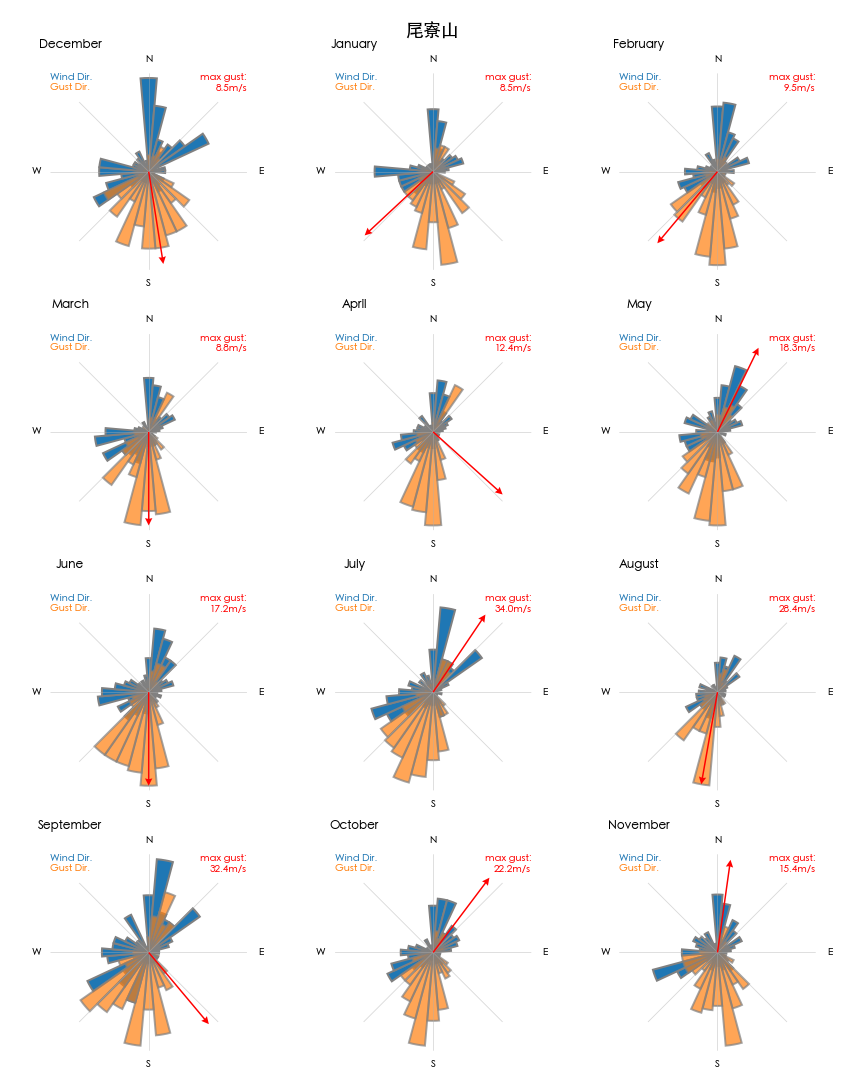 尾寮山
December
N
Wind Dir.
Gust Dir.
max gust:
8.5m/s
W
E
S
January
N
Wind Dir.
Gust Dir.
max gust:
8.5m/s
W
E
S
February
N
Wind Dir.
Gust Dir.
max gust:
9.5m/s
W
E
S
March
N
Wind Dir.
Gust Dir.
max gust:
8.8m/s
W
E
S
April
N
Wind Dir.
Gust Dir.
max gust:
12.4m/s
W
E
S
May
N
Wind Dir.
Gust Dir.
max gust:
18.3m/s
W
E
S
June
N
Wind Dir.
Gust Dir.
max gust:
17.2m/s
W
E
S
July
N
Wind Dir.
Gust Dir.
max gust:
34.0m/s
W
E
S
August
N
Wind Dir.
Gust Dir.
max gust:
28.4m/s
W
E
S
September
N
Wind Dir.
Gust Dir.
max gust:
32.4m/s
W
E
S
October
N
Wind Dir.
Gust Dir.
max gust:
22.2m/s
W
E
S
November
N
Wind Dir.
Gust Dir.
max gust:
15.4m/s
W
E
S